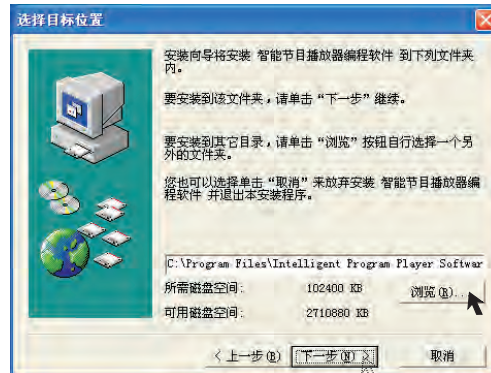 选择目标位置
安装向导将安装 智能节目播放器编程软件 到下列文件夹
内。
要安装到该文件夹，请单击“下一步”继续。
要安装到其它目录，请单击“浏览”按钮自行选择一个另
外的文件夹。
您也可以选择单击“取消”来放弃安装 智能节目播放器编
程软件 并退出本安装程序。
C:\Program Files\Intelligent Program Player Softwar
所需磁盘空间: 102400 KB 浏览(R)...
可用磁盘空间: 2710880 KB
< 上一步(B) 下一步(N) > 取消